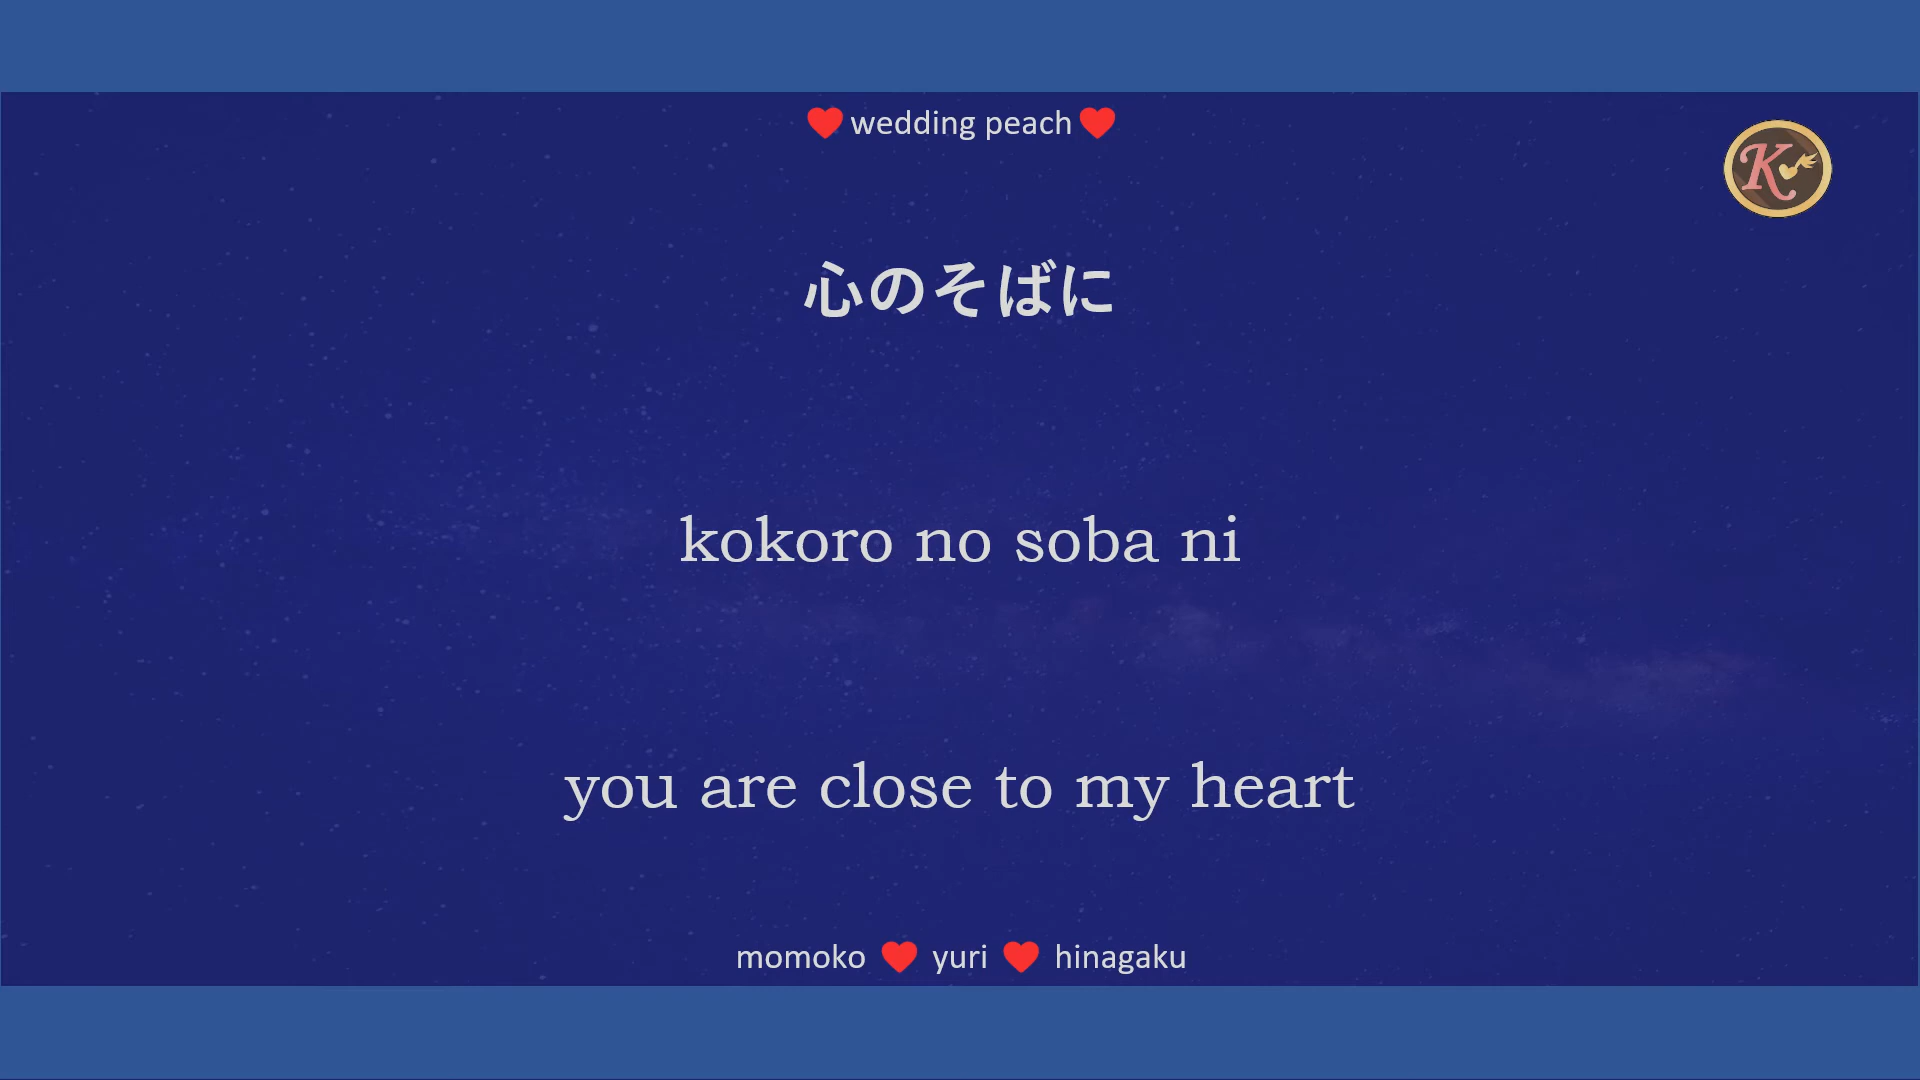 ❤️ wedding peach ❤️
K
心のそばに
kokoro no soba ni
you are close to my heart
momoko ❤️ yuri ❤️ hinagaku